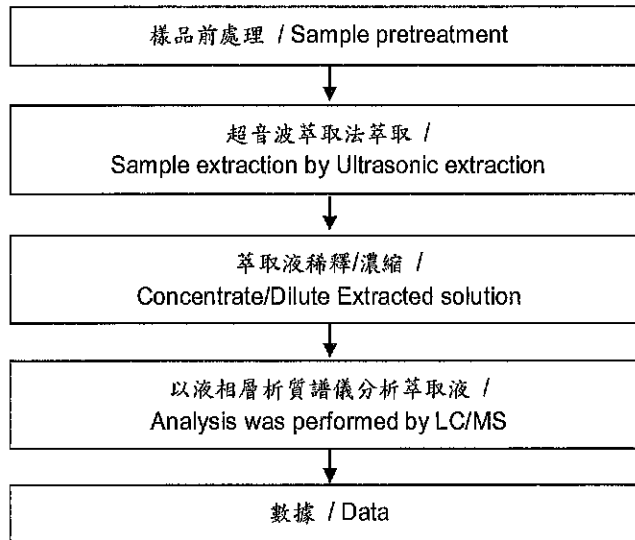 樣品前處理 / Sample pretreatment
超音波萃取法萃取 /
Sample extraction by Ultrasonic extraction
萃取液稀釋/濃縮 /
Concentrate/Dilute Extracted solution
以液相層析質譜儀分析萃取液 /
Analysis was performed by LC/MS
數據 / Data